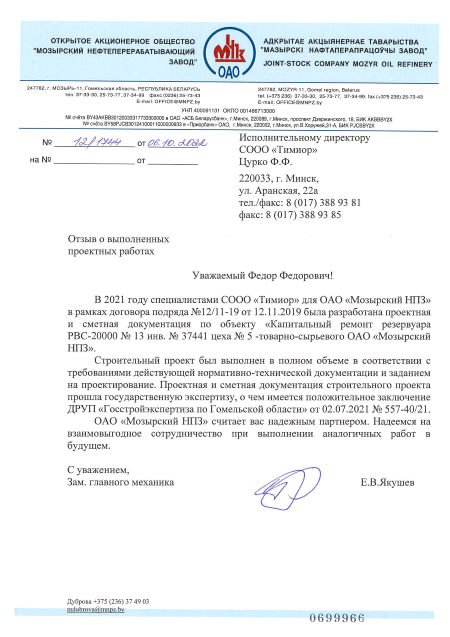 ОТКРЫТОЕ АКЦИОНЕРНОЕ ОБЩЕСТВО
"МОЗЫРСКИЙ НЕФТЕПЕРЕРАБАТЫВАЮЩИЙ
ЗАВОД"
ОАО
АДКРЫТАЕ АКЦЫЯНЕРНАЕ ТАВАРЫСТВА
"МАЗЫРСКІ НАФТАПЕРАПРАЦОЎЧЫ ЗАВОД"
JOINT-STOCK COMPANY MOZYR OIL REFINERY
247782, г. МОЗЫРЬ-11, Гомельская область, РЕСПУБЛИКА БЕЛАРУСЬ
тел. 37-33-30, 25-73-77, 37-34-99 факс (0236) 25-73-43
E-mail: OFFICE@MNPZ.BY
247782, MOZYR-11, Gomel region, Belarus
tel. (+375 236) 37-33-30, 25-73-77, 37-34-99, fax (+375 236) 25-73-43
E-mail: OFFICE@MNPZ.BY
УНП 400091131 ОКПО 001486713000
№ 12/1744 от 06.10.2022
на № от
Исполнительному директору
СООО «Тимиор»
Цурко Ф.Ф.
220033, г. Минск,
ул. Аранская, 22а
тел./факс: 8 (017) 388 93 81
факс: 8 (017) 388 93 85
Отзыв о выполненных
проектных работах
Уважаемый Федор Федорович!
В 2021 году специалистами СООО «Тимиор» для ОАО «Мозырский НПЗ»
в рамках договора подряда №12/11-19 от 12.11.2019 была разработана проектная
и сметная документация по объекту «Капитальный ремонт резервуара
РВС-20000 № 13 инв. № 37441 цеха № 5 -товарно-сырьевого ОАО «Мозырский
НПЗ».
Строительный проект был выполнен в полном объеме в соответствии с
требованиями действующей нормативно-технической документации и заданием
на проектирование. Проектная и сметная документация строительного проекта
прошла государственную экспертизу, о чем имеется положительное заключение
ДРУП «Госстройэкспертиза по Гомельской области» от 02.07.2021 № 557-40/21.
ОАО «Мозырский НПЗ» считает вас надежным партнером. Надеемся на
взаимовыгодное сотрудничество при выполнении аналогичных работ в
будущем.
С уважением,
Зам. главного механика
Е.В.Якушев
Дуброва +375 (236) 37 49 03
mdubrova@mnpz.by
0699966